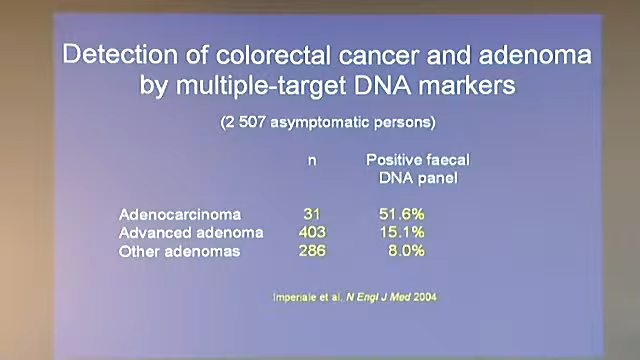 Detection of colorectal cancer and adenoma
by multiple-target DNA markers
(2 507 asymptomatic persons)
n Positive faecal
DNA panel
Adenocarcinoma 31 51.6%
Advanced adenoma 403 15.1%
Other adenomas 286 8.0%
Imperiale et al, N Engl J Med 2004